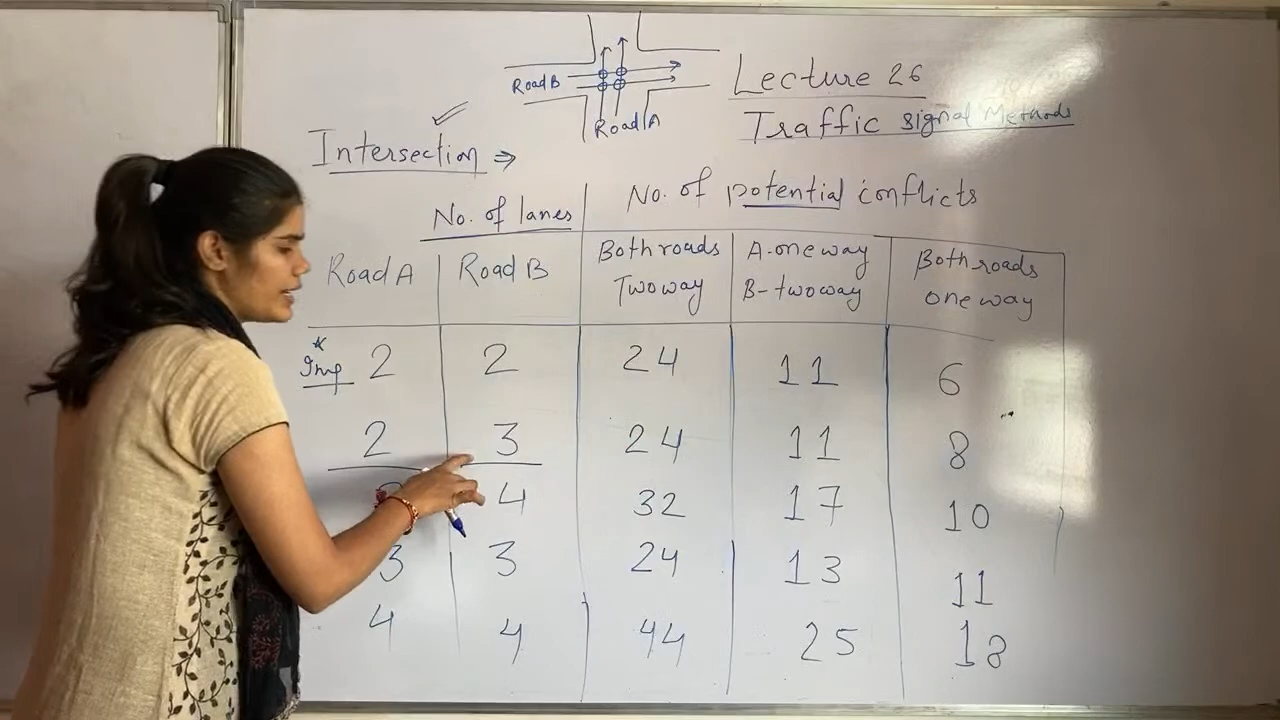 Road B
Road A
Lecture 26
Traffic signal Methods
Intersection ⇒
No. of lanes
No. of potential conflicts
Road A Road B Both roads Two way A-one way B-two way Both roads one way
* Imp 2 2 24 11 6
2 3 24 11 8
4 32 17 10
3 3 24 13 11
4 4 44 25 18